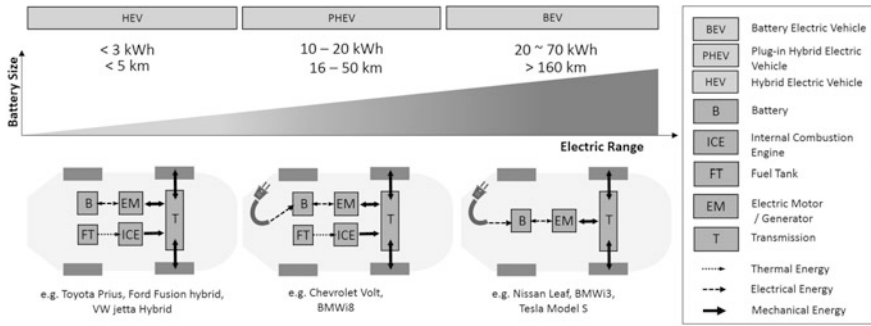 HEV
PHEV
BEV
< 3 kWh
< 5 km
10 – 20 kWh
16 – 50 km
20 ~ 70 kWh
> 160 km
Battery Size
Electric Range
B
EM
T
FT
ICE
B
EM
T
FT
ICE
B
EM
T
e.g. Toyota Prius, Ford Fusion hybrid,
VW jetta Hybrid
e.g. Chevrolet Volt,
BMWi8
e.g. Nissan Leaf, BMWi3,
Tesla Model S
BEV Battery Electric Vehicle
PHEV Plug-in Hybrid Electric
Vehicle
HEV Hybrid Electric Vehicle
B Battery
ICE Internal Combustion
Engine
FT Fuel Tank
EM Electric Motor
/ Generator
T Transmission
Thermal Energy
Electrical Energy
Mechanical Energy